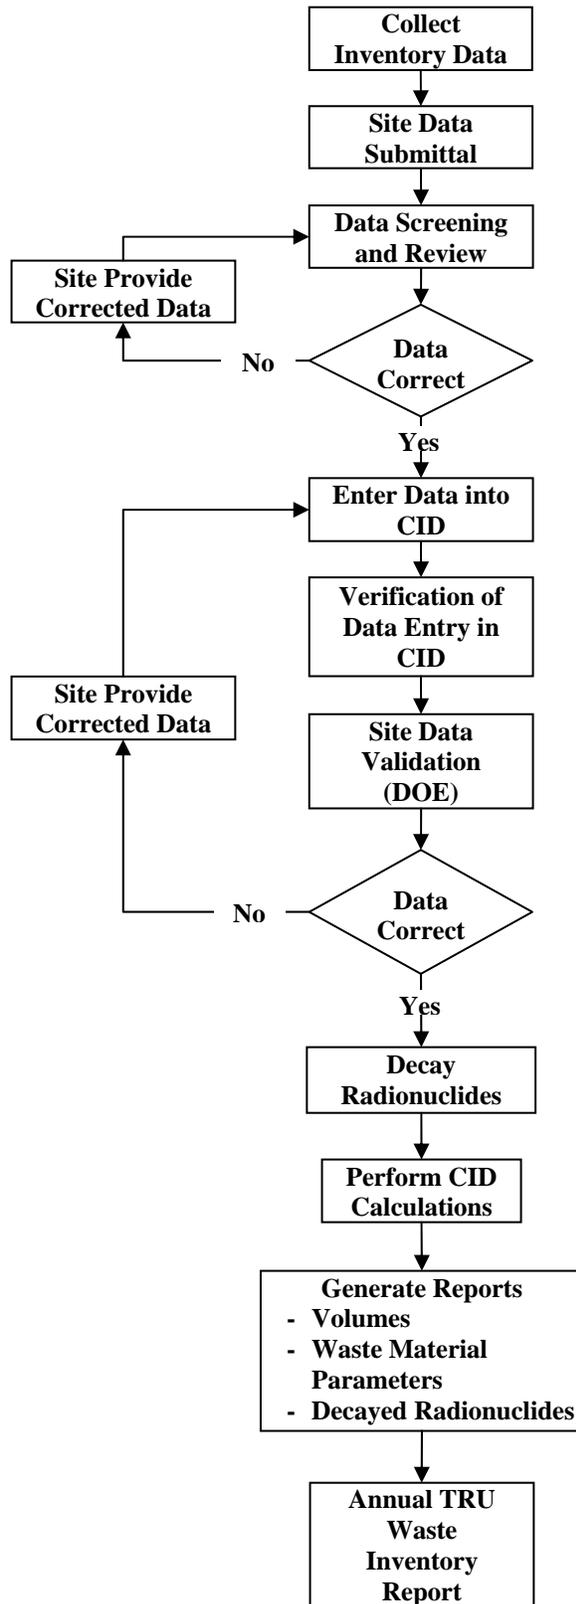 Collect
Inventory Data
Site Data
Submittal
Data Screening
and Review
Site Provide
Corrected Data
Data
Correct
No
Yes
Enter Data into
CID
Verification of
Data Entry in
CID
Site Provide
Corrected Data
Site Data
Validation
(DOE)
Data
Correct
No
Yes
Decay
Radionuclides
Perform CID
Calculations
Generate Reports
- Volumes
- Waste Material
Parameters
- Decayed Radionuclides
Annual TRU
Waste
Inventory
Report